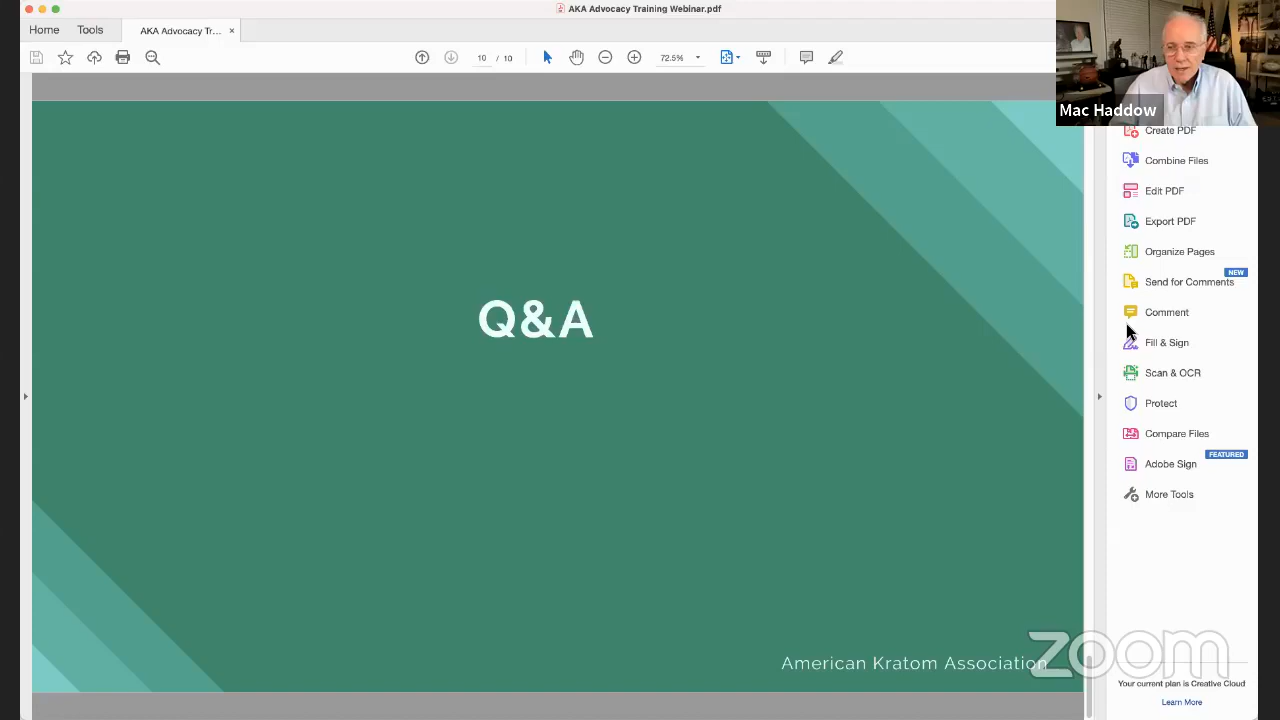 AKA Advocacy Training Webinar.pdf
Home
Tools
AKA Advocacy Tr...
×
10
/ 10
72.5%
Mac Haddow
Create PDF
Combine Files
Edit PDF
Export PDF
Organize Pages
NEW
Send for Comments
Comment
Fill & Sign
Scan & OCR
Protect
Compare Files
FEATURED
Adobe Sign
More Tools
Q&A
American Kratom Association
zoom
Your current plan is Creative Cloud
Learn More